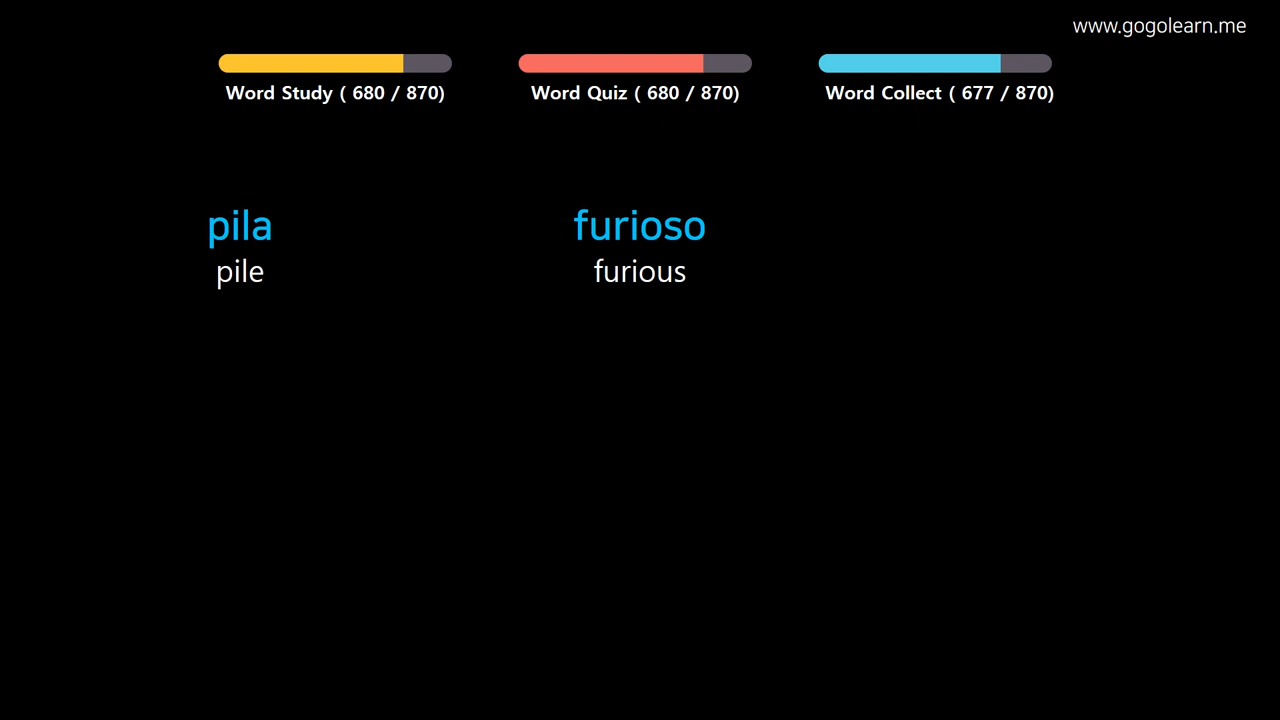 www.gogolearn.me
Word Study ( 680 / 870)
Word Quiz ( 680 / 870)
Word Collect ( 677 / 870)
pila
pile
furioso
furious